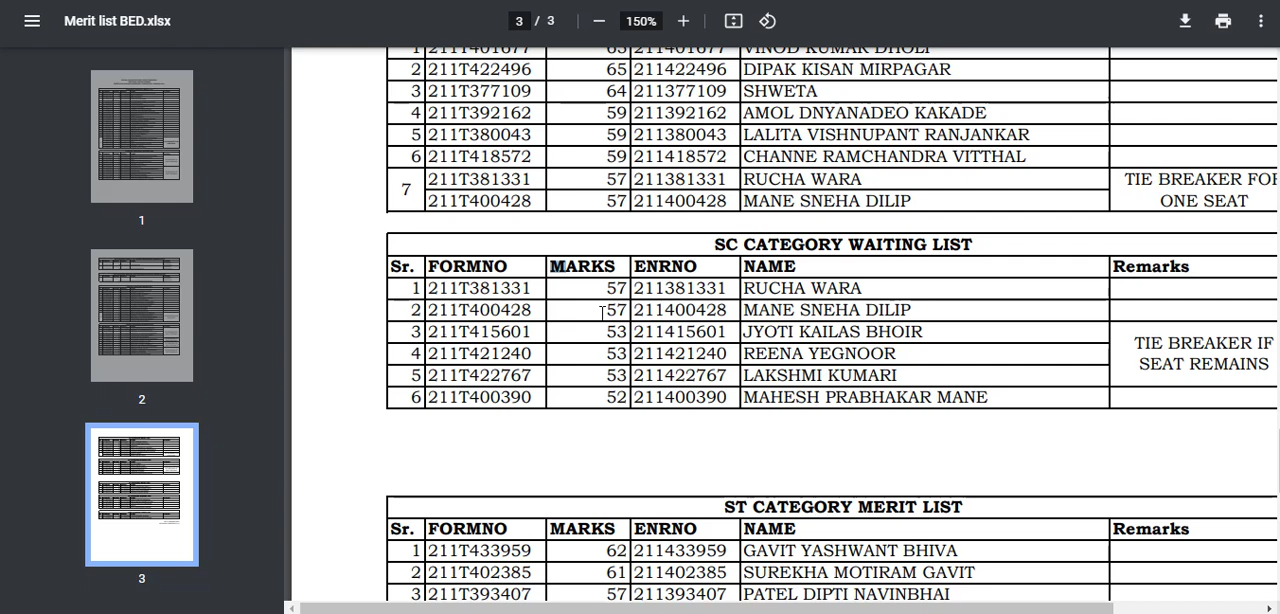 Merit list BED.xlsx
3 / 3
150%
1 211T401677 65 211401677 VINOD KUMAR DHOLI
2 211T422496 65 211422496 DIPAK KISAN MIRPAGAR
3 211T377109 64 211377109 SHWETA
4 211T392162 59 211392162 AMOL DNYANADEO KAKADE
5 211T380043 59 211380043 LALITA VISHNUPANT RANJANKAR
6 211T418572 59 211418572 CHANNE RAMCHANDRA VITTHAL
7 211T381331 57 211381331 RUCHA WARA TIE BREAKER FOR
211T400428 57 211400428 MANE SNEHA DILIP ONE SEAT
SC CATEGORY WAITING LIST
Sr. FORMNO MARKS ENRNO NAME Remarks
1 211T381331 57 211381331 RUCHA WARA
2 211T400428 57 211400428 MANE SNEHA DILIP
3 211T415601 53 211415601 JYOTI KAILAS BHOIR
4 211T421240 53 211421240 REENA YEGNOOR TIE BREAKER IF
5 211T422767 53 211422767 LAKSHMI KUMARI SEAT REMAINS
6 211T400390 52 211400390 MAHESH PRABHAKAR MANE
ST CATEGORY MERIT LIST
Sr. FORMNO MARKS ENRNO NAME Remarks
1 211T433959 62 211433959 GAVIT YASHWANT BHIVA
2 211T402385 61 211402385 SUREKHA MOTIRAM GAVIT
3 211T393407 57 211393407 PATEL DIPTI NAVINBHAI
1
2
3